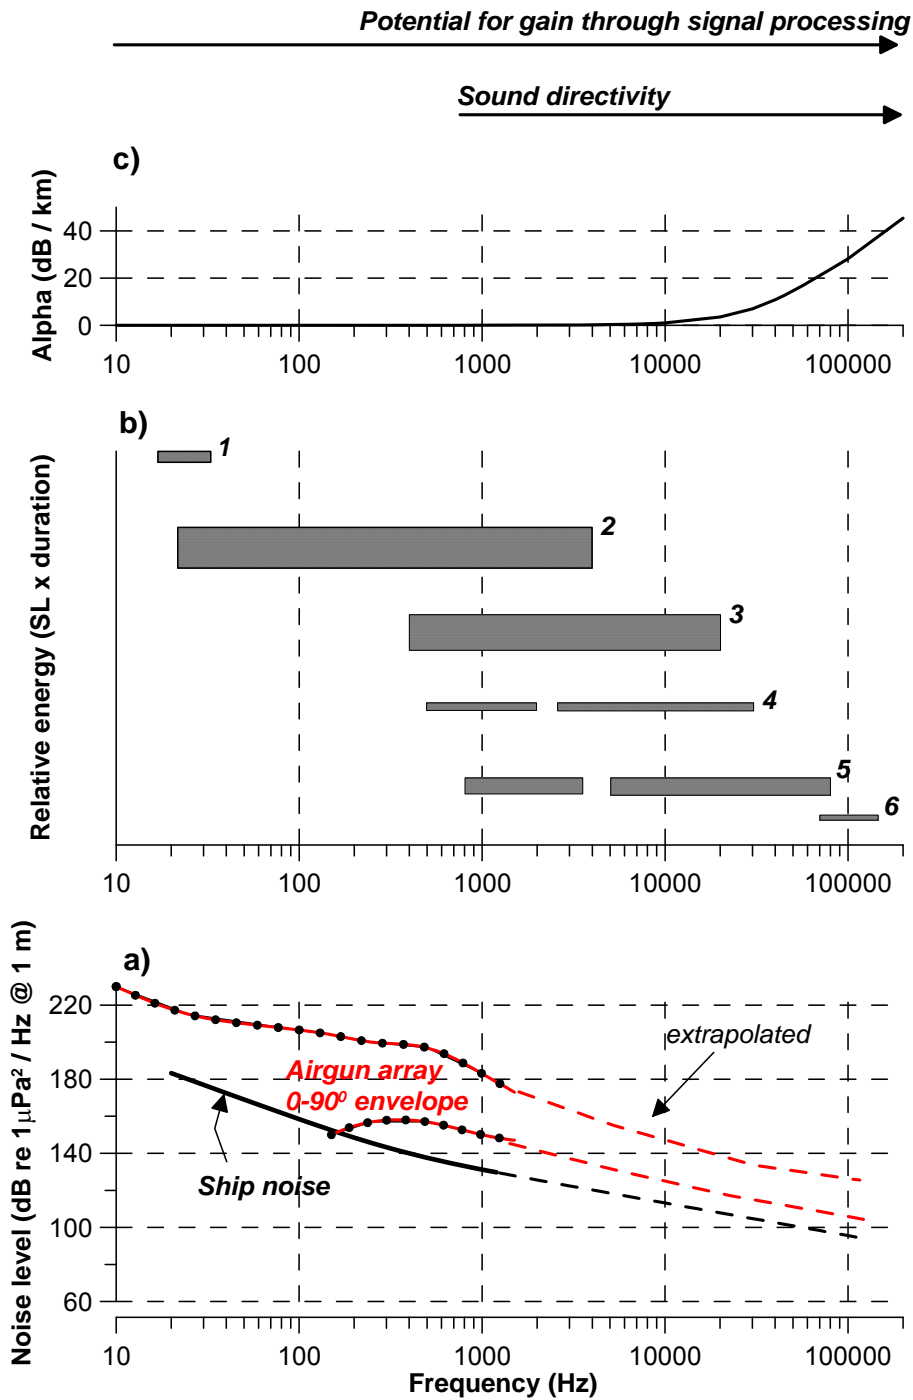 Potential for gain through signal processing
Sound directivity
c)
Alpha (dB / km)
40
20
0
10 100 1000 10000 100000
b)
Relative energy (SL x duration)
1
2
3
4
5
6
10 100 1000 10000 100000
a)
Noise level (dB re 1μPa² / Hz @ 1 m)
220
180
140
100
60
extrapolated
Airgun array
0-90⁰ envelope
Ship noise
10 100 1000 10000 100000
Frequency (Hz)